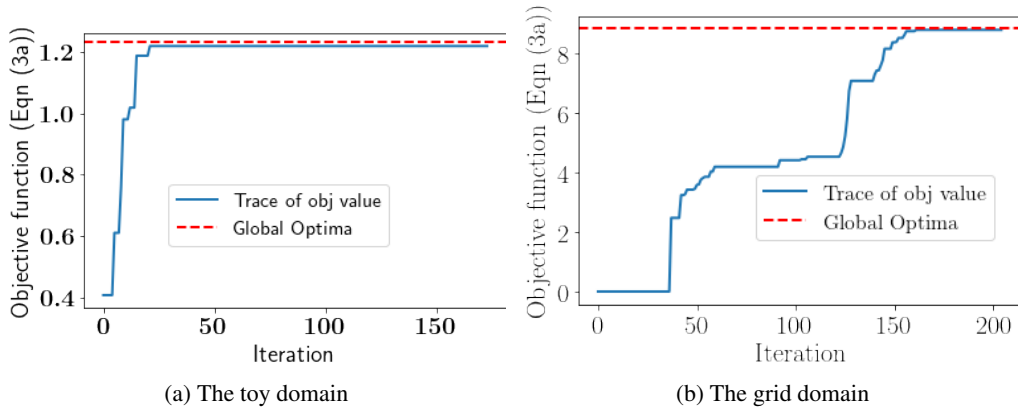 Objective function (Eqn (3a))
1.2
1.0
0.8
0.6
0.4
0
50
100
150
Iteration
Trace of obj value
Global Optima
(a) The toy domain
Objective function (Eqn (3a))
8
6
4
2
0
0
50
100
150
200
Iteration
Trace of obj value
Global Optima
(b) The grid domain